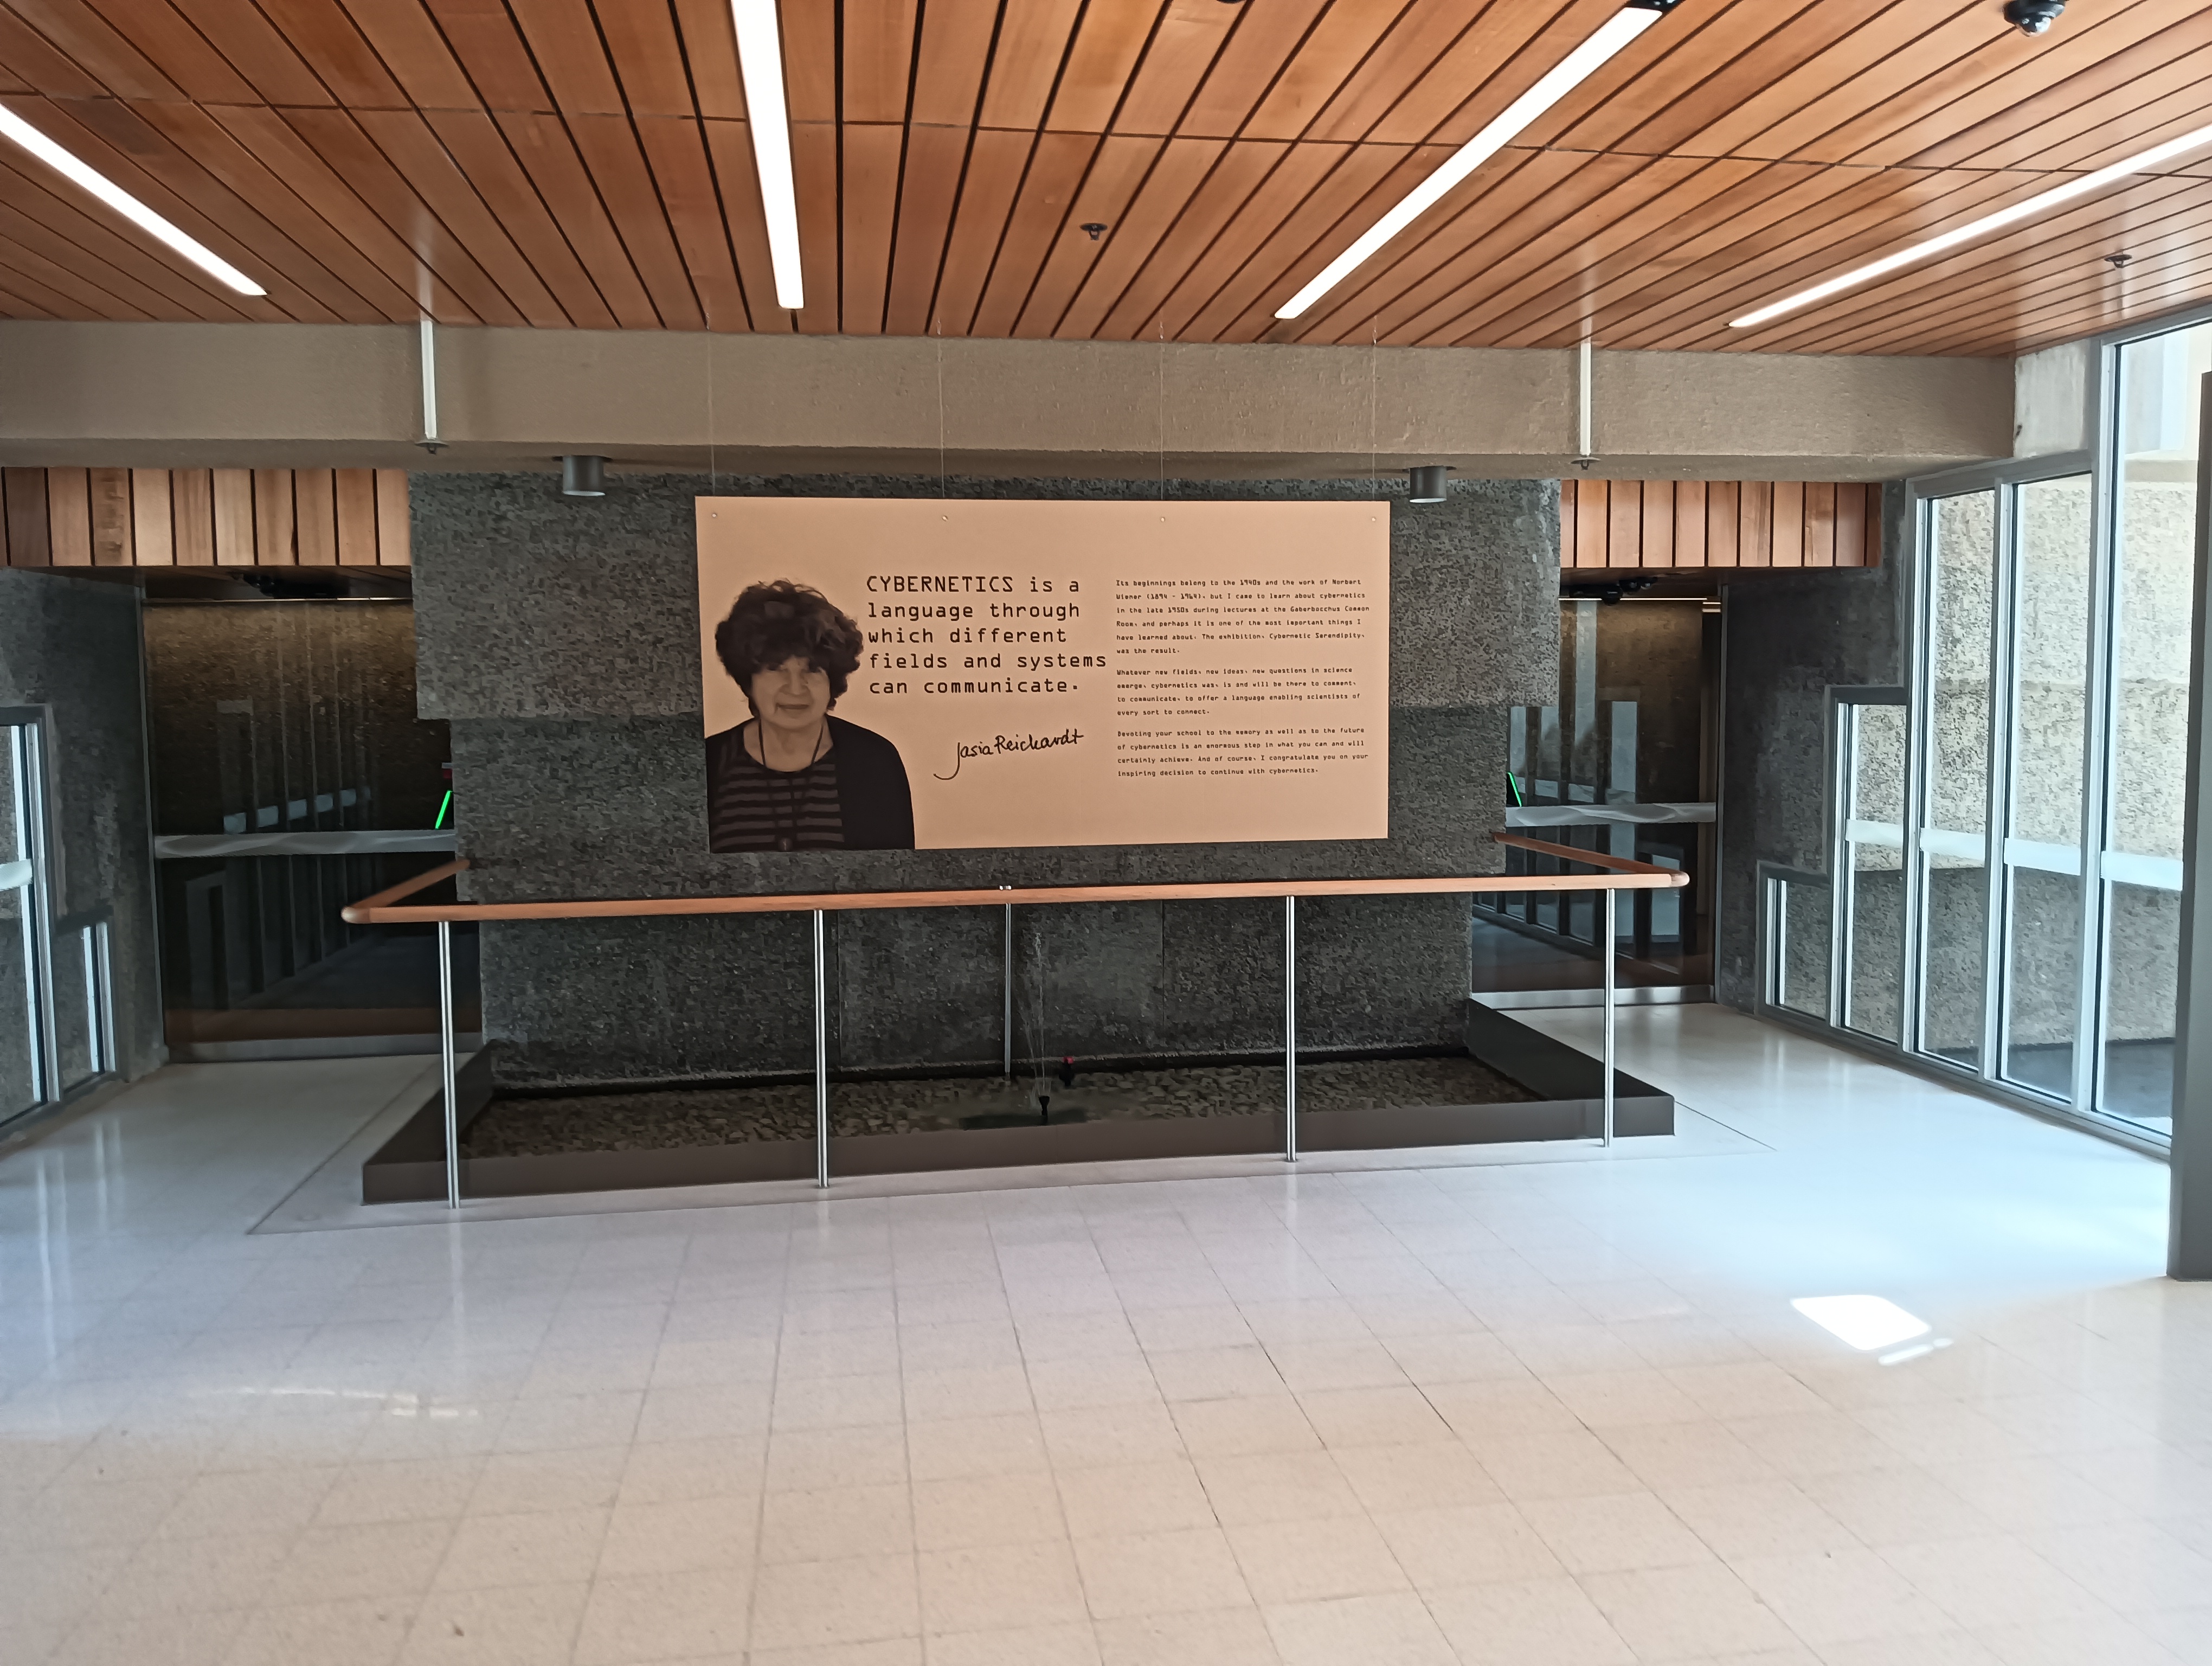 CYBERNETICS is a
language through
which different
fields and systems
can communicate.
Jasia Reichardt
Its beginnings belong to the 1940s and the work of Norbert
Wiener (1894 - 1964), but I came to learn about cybernetics
in the late 1950s during lectures at the Gaberbocchus Common
Room, and perhaps it is one of the most important things I
have learned about. The exhibition, Cybernetic Serendipity,
was the result.
Whatever new fields, new ideas, new questions in science
emerge, cybernetics was, is and will be there to comment,
to communicate, to offer a language enabling scientists of
every sort to connect.
Devoting your school to the memory as well as to the future
of cybernetics is an enormous step in what you can and will
certainly achieve. And of course, I congratulate you on your
inspiring decision to continue with cybernetics.